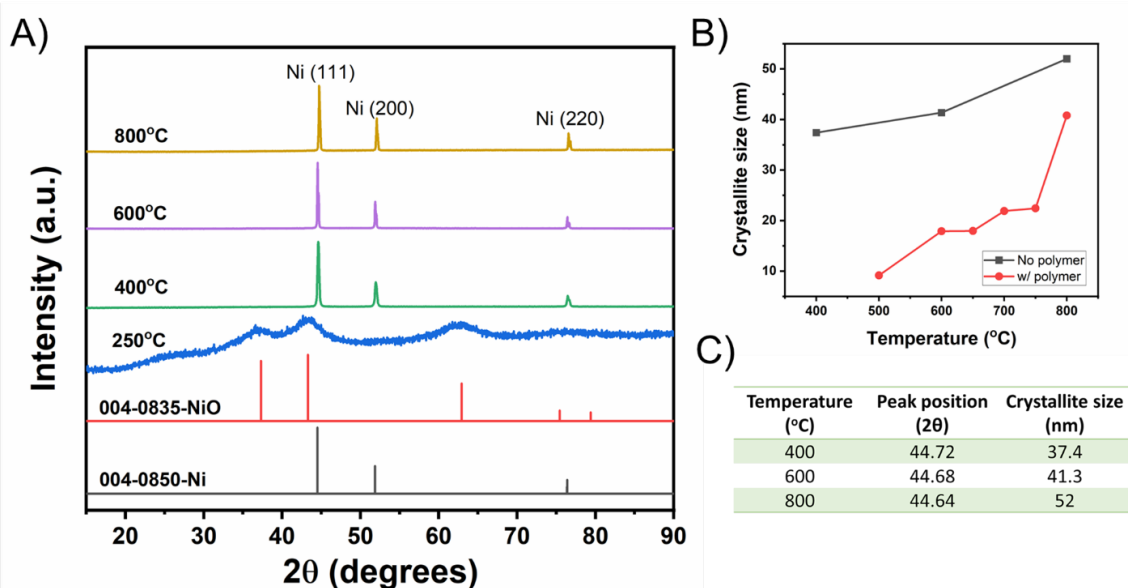 A)
Ni (111)
Ni (200)
Ni (220)
800°C
600°C
400°C
250°C
004-0835-NiO
004-0850-Ni
Intensity (a.u.)
20 30 40 50 60 70 80 90
2θ (degrees)
B)
Crystallite size (nm)
50
40
30
20
10
No polymer
w/ polymer
400 500 600 700 800
Temperature (°C)
C)
Temperature (°C) Peak position (2θ) Crystallite size (nm)
400 44.72 37.4
600 44.68 41.3
800 44.64 52